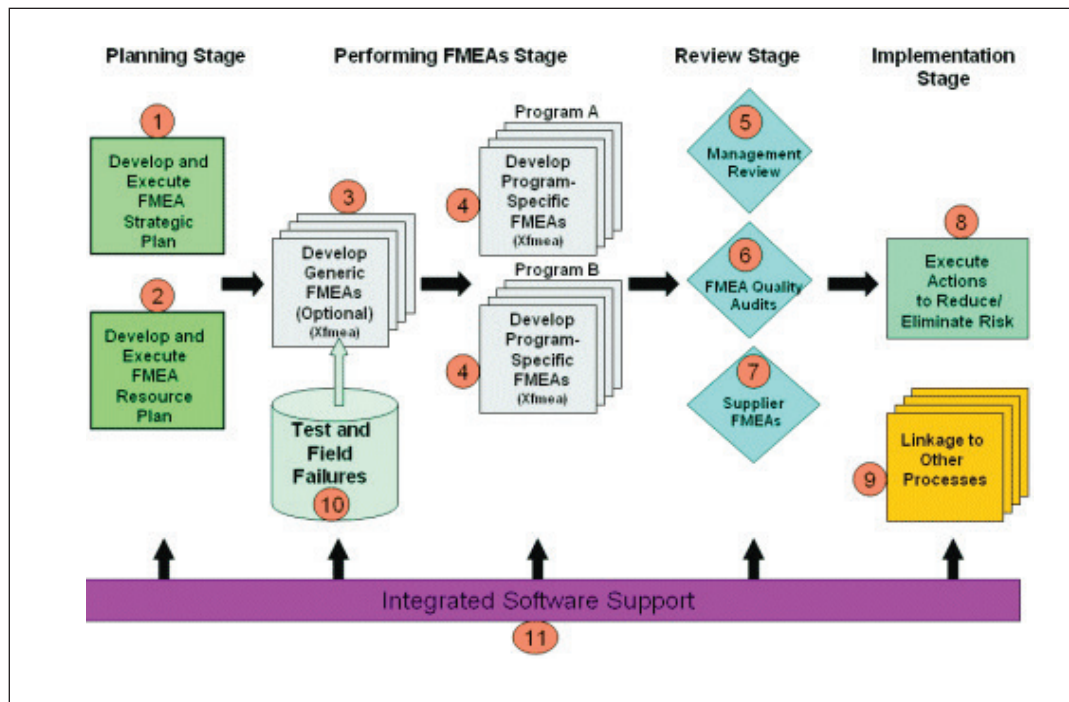 Planning Stage
Performing FMEAs Stage
Review Stage
Implementation
Stage
1
Develop and
Execute
FMEA
Strategic
Plan
2
Develop and
Execute
FMEA
Resource
Plan
3
Develop
Generic
FMEAs
(Optional)
(Xfmea)
Test and
Field
Failures
10
Program A
4
Develop
Program-
Specific
FMEAs
(Xfmea)
Program B
4
Develop
Program-
Specific
FMEAs
(Xfmea)
5
Management
Review
6
FMEA Quality
Audits
7
Supplier
FMEAs
8
Execute
Actions
to Reduce/
Eliminate Risk
9
Linkage to
Other
Processes
Integrated Software Support
11